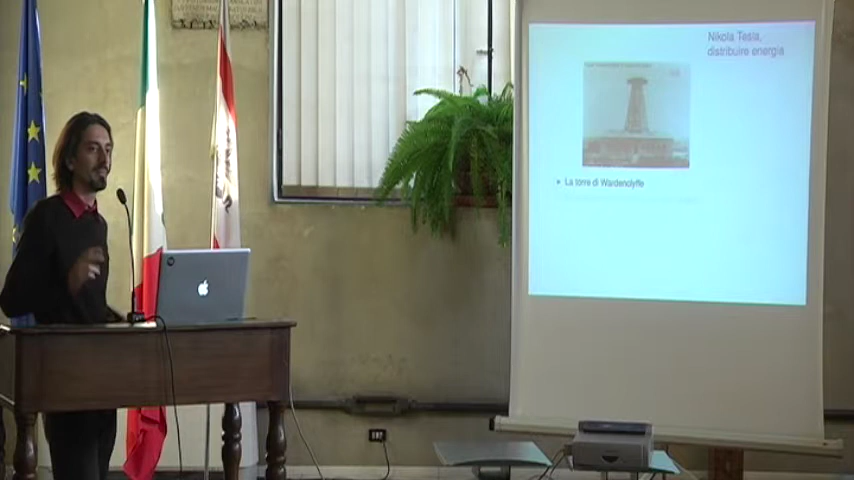 Nikola Tesla,
distribuire energia
La torre di Wardenclyffe